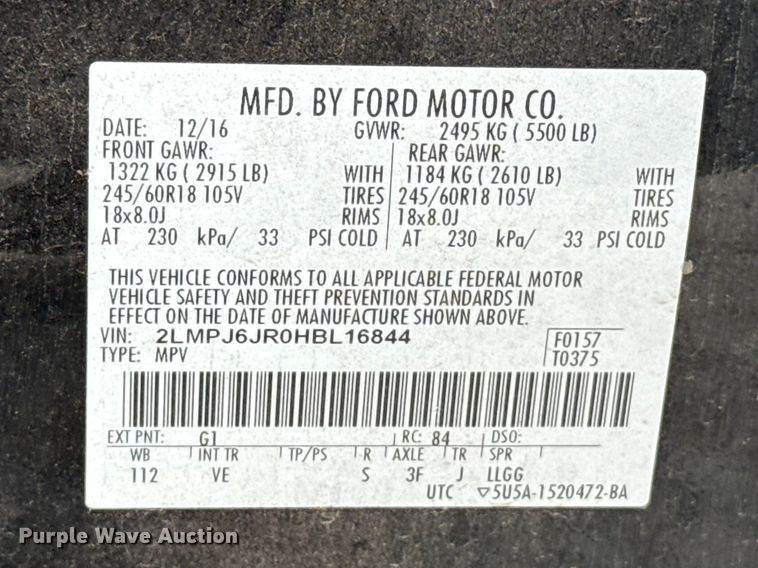 MFD. BY FORD MOTOR CO.
DATE: 12/16 GVWR: 2495 KG ( 5500 LB)
FRONT GAWR: REAR GAWR:
1322 KG ( 2915 LB) WITH 1184 KG ( 2610 LB) WITH
245/60R18 105V TIRES 245/60R18 105V TIRES
18x8.0J RIMS 18x8.0J RIMS
AT 230 kPa/ 33 PSI COLD AT 230 kPa/ 33 PSI COLD
THIS VEHICLE CONFORMS TO ALL APPLICABLE FEDERAL MOTOR
VEHICLE SAFETY AND THEFT PREVENTION STANDARDS IN
EFFECT ON THE DATE OF MANUFACTURE SHOWN ABOVE.
VIN: 2LMPJ6JR0HBL16844 F0157
TYPE: MPV T0375
EXT PNT: G1 RC: 84 DSO:
WB INT TR TP/PS R AXLE TR SPR
112 VE S 3F J LLGG
UTC ▽5U5A-1520472-BA
Purple Wave Auction